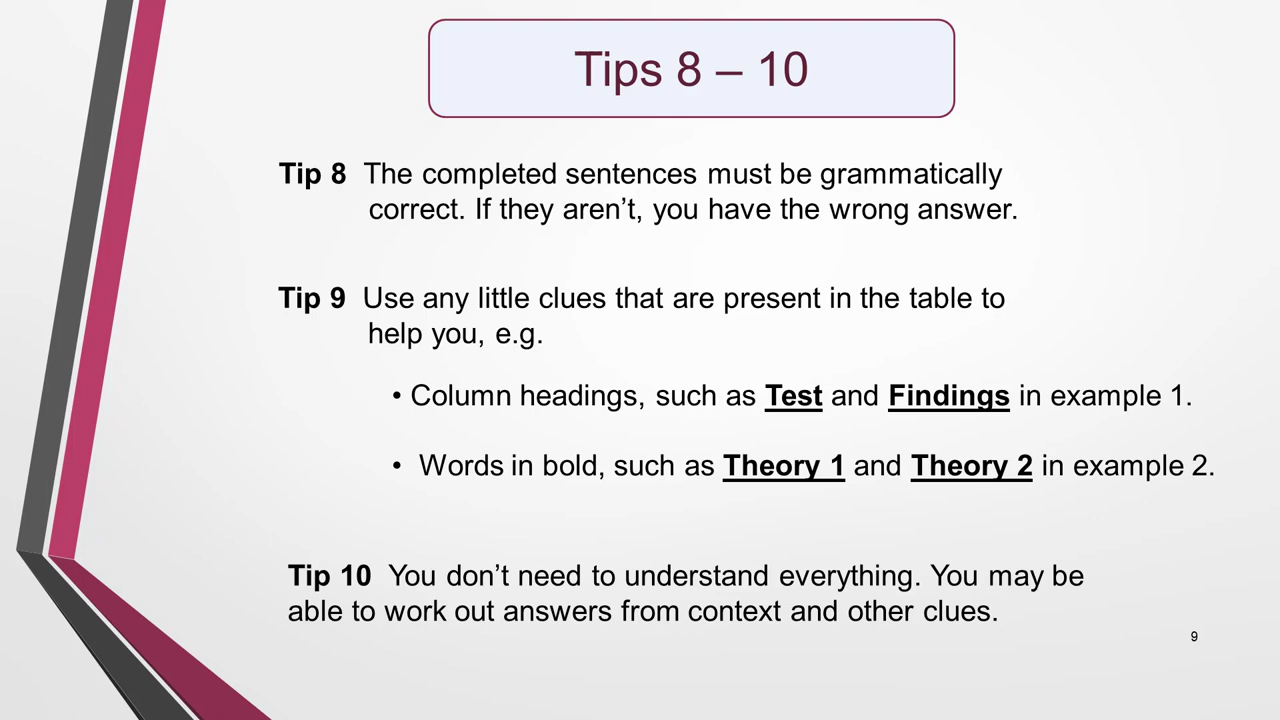 Tips 8 – 10
Tip 8 The completed sentences must be grammatically
correct. If they aren’t, you have the wrong answer.
Tip 9 Use any little clues that are present in the table to
help you, e.g.
• Column headings, such as Test and Findings in example 1.
• Words in bold, such as Theory 1 and Theory 2 in example 2.
Tip 10 You don’t need to understand everything. You may be
able to work out answers from context and other clues.
9